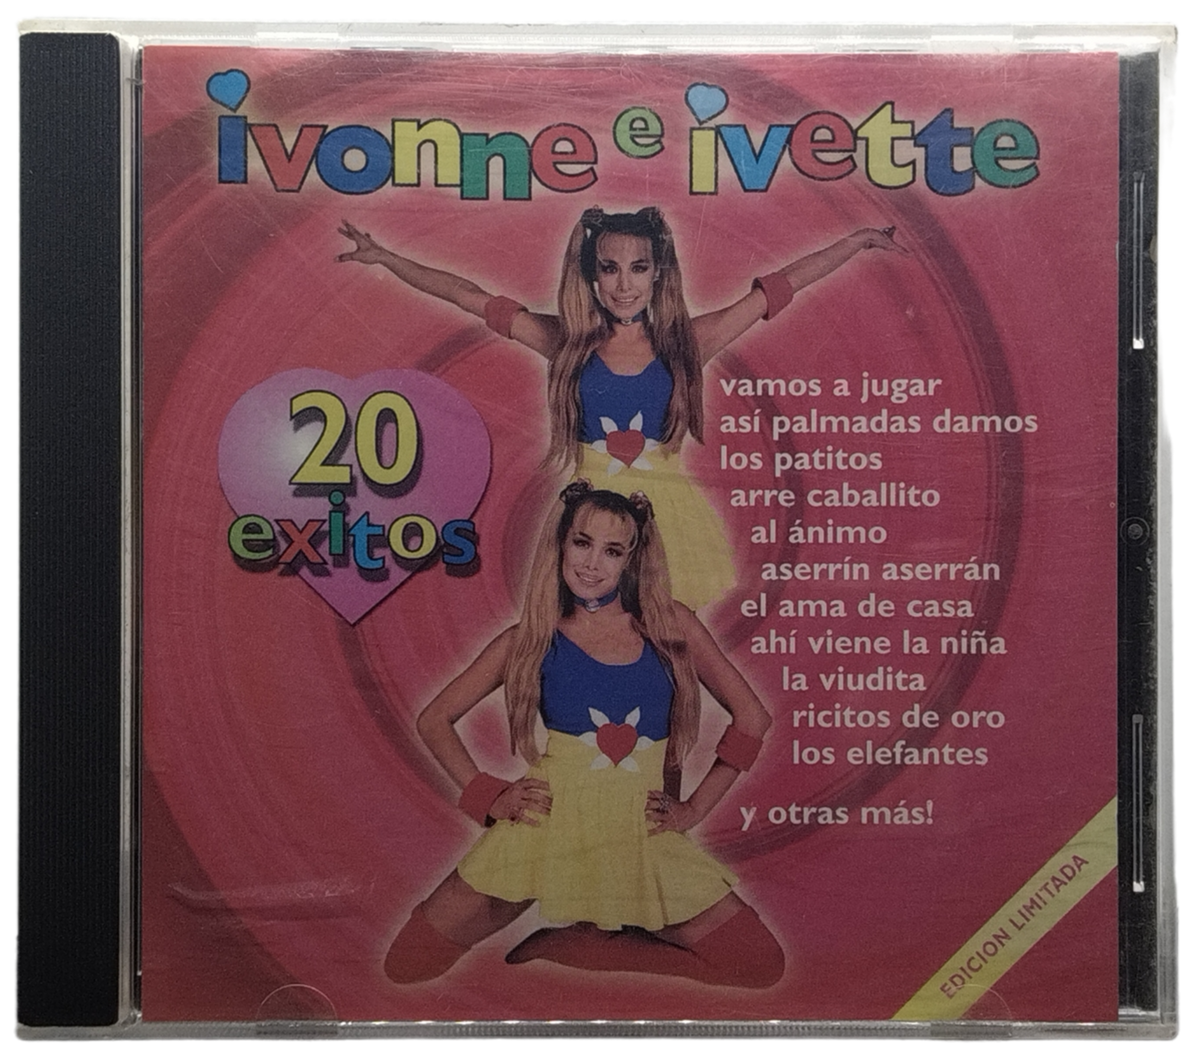 ivonne e ivette
20
exitos
vamos a jugar
así palmadas damos
los patitos
arre caballito
al ánimo
aserrín aserrán
el ama de casa
ahí viene la niña
la viudita
ricitos de oro
los elefantes
y otras más!
EDICION LIMITADA